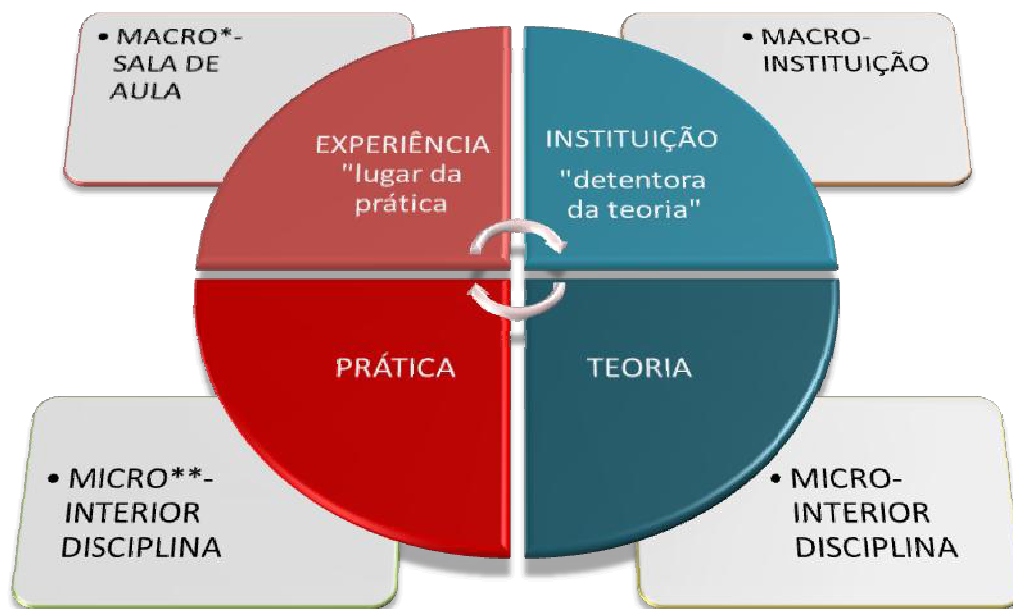 • MACRO*-
SALA DE
AULA
• MACRO-
INSTITUIÇÃO
EXPERIÊNCIA
"lugar da
prática
INSTITUIÇÃO
"detentora
da teoria"
PRÁTICA
TEORIA
• MICRO**-
INTERIOR
DISCIPLINA
• MICRO-
INTERIOR
DISCIPLINA